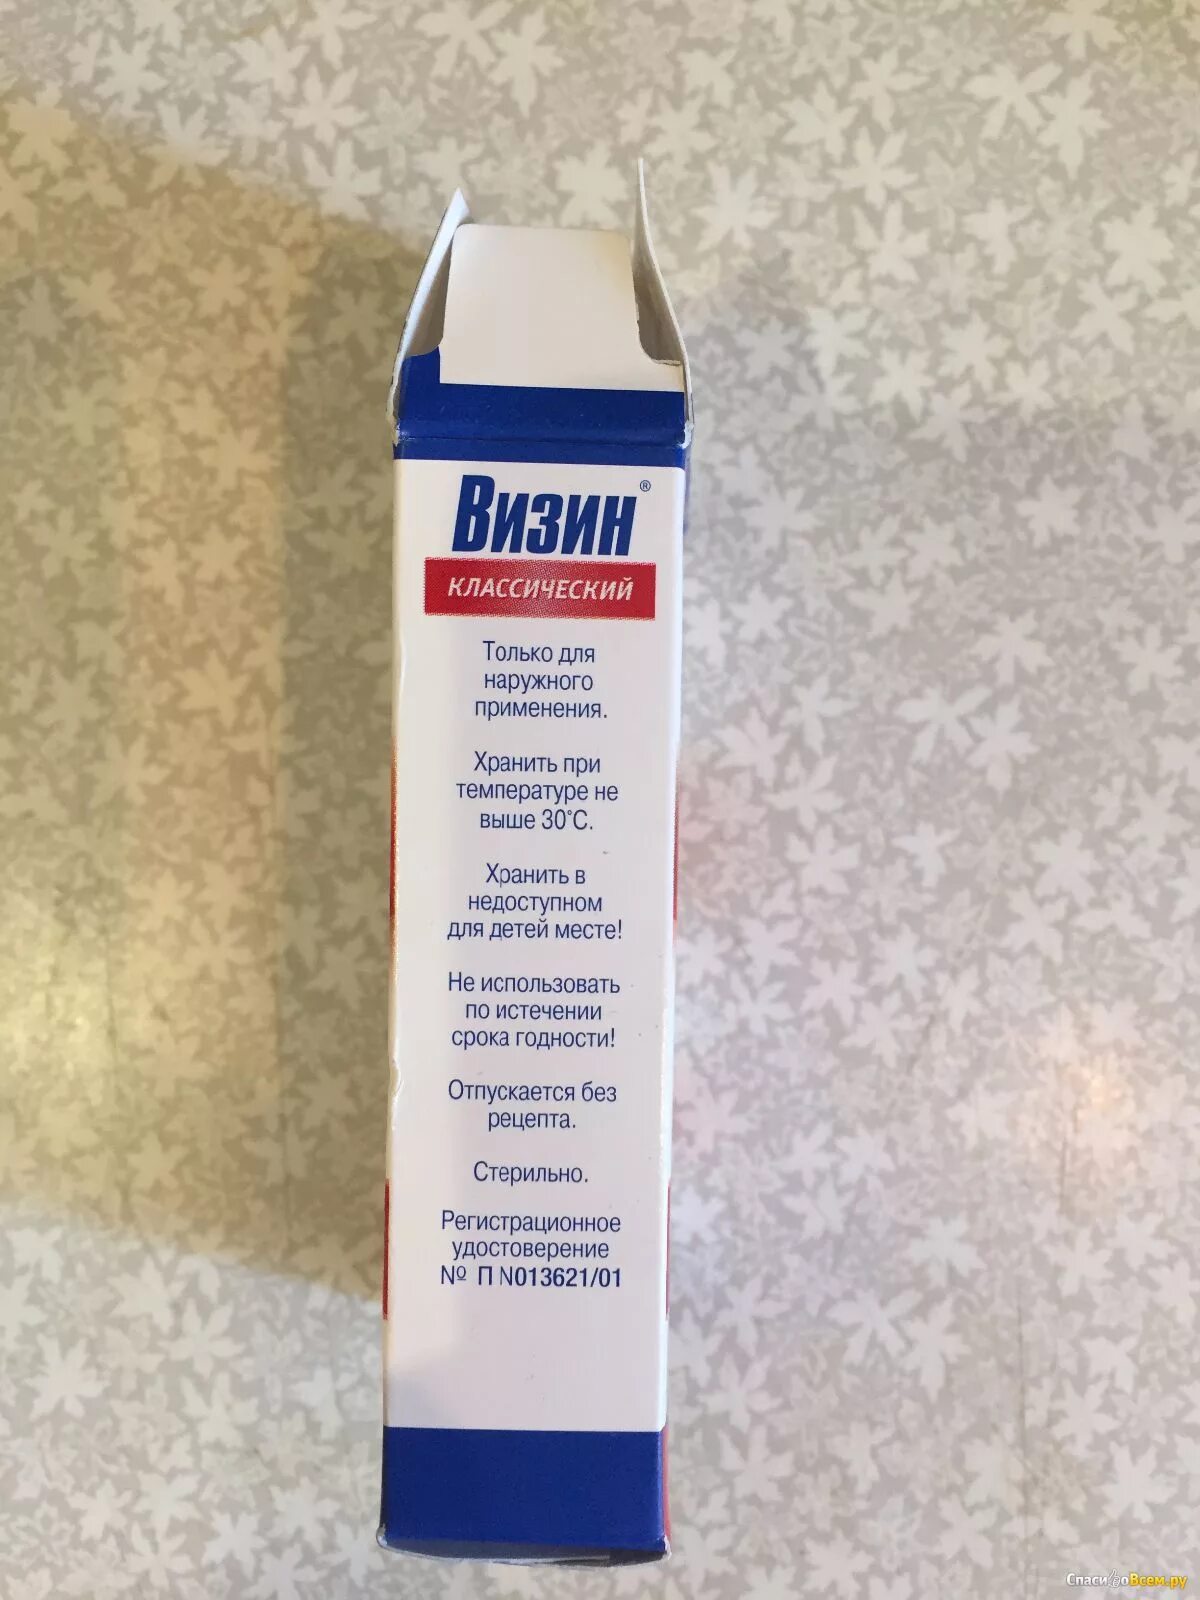 Визин®
КЛАССИЧЕСКИЙ
Только для
наружного
применения.
Хранить при
температуре не
выше 30°С.
Хранить в
недоступном
для детей месте!
Не использовать
по истечении
срока годности!
Отпускается без
рецепта.
Стерильно.
Регистрационное
удостоверение
№ П N013621/01
СпасибоВсем.ру